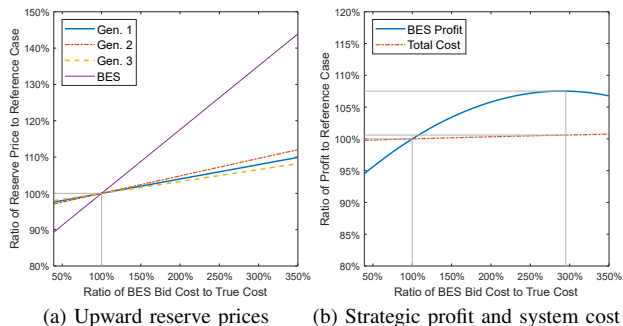 150%
140%
130%
120%
110%
100%
90%
80%
Ratio of Reserve Price to Reference Case
Gen. 1
Gen. 2
Gen. 3
BES
50%
100%
150%
200%
250%
300%
350%
Ratio of BES Bid Cost to True Cost
(a) Upward reserve prices
120%
115%
110%
105%
100%
95%
90%
85%
80%
Ratio of Profit to Reference Case
BES Profit
Total Cost
50%
100%
150%
200%
250%
300%
350%
Ratio of BES Bid Cost to True Cost
(b) Strategic profit and system cost